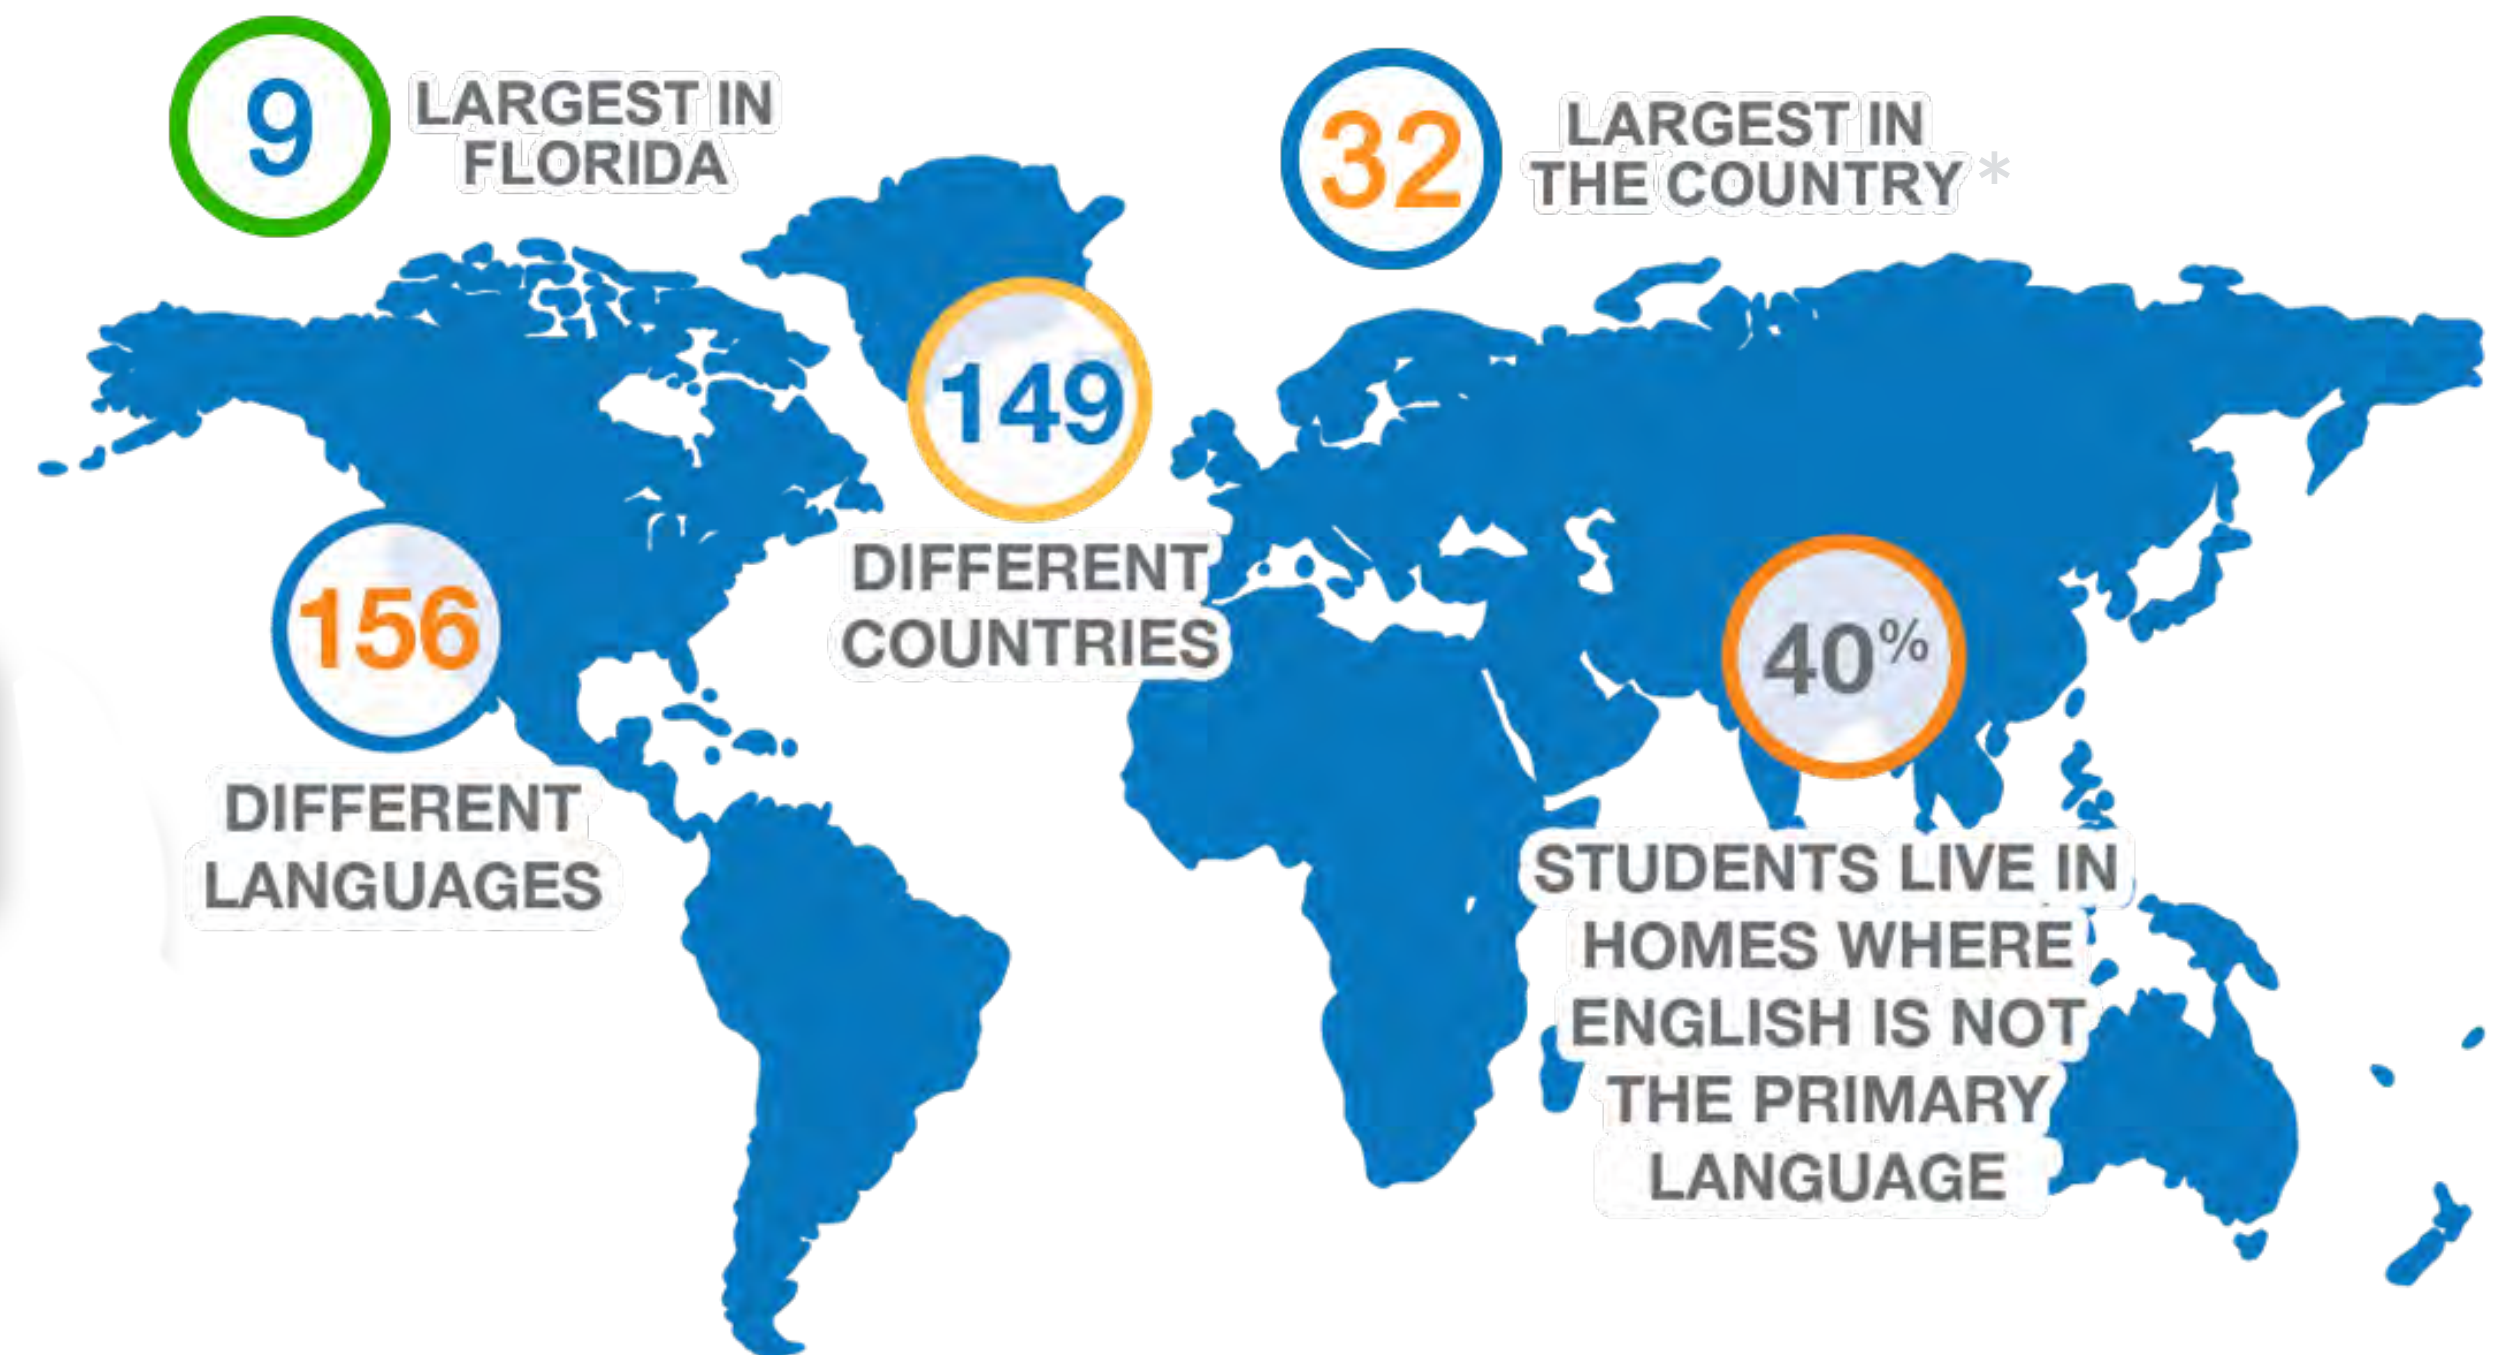 9
LARGEST IN
FLORIDA
32
LARGEST IN
THE COUNTRY*
149
DIFFERENT
COUNTRIES
156
DIFFERENT
LANGUAGES
40%
STUDENTS LIVE IN
HOMES WHERE
ENGLISH IS NOT
THE PRIMARY
LANGUAGE